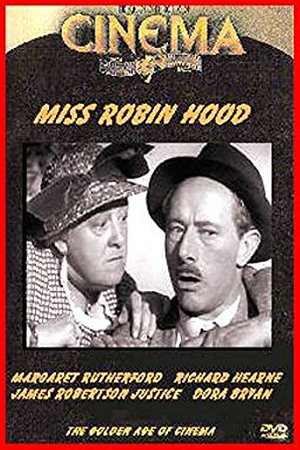 CINEMA
MISS ROBIN HOOD
MARGARET RUTHERFORD RICHARD HEARNE
JAMES ROBERTSON JUSTICE DORA BRYAN
THE GOLDEN AGE OF CINEMA
DVD